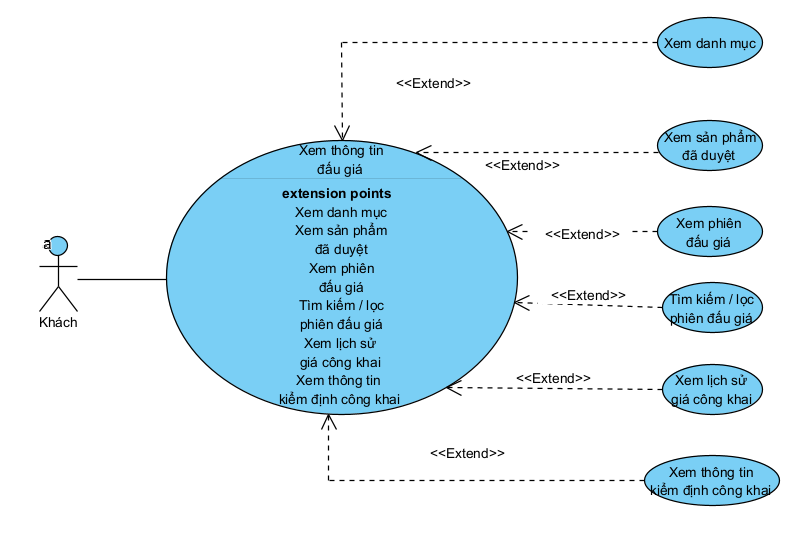 Xem danh mục
<<Extend>>
Xem thông tin
đấu giá
Xem sản phẩm
đã duyệt
<<Extend>>
extension points
Xem danh mục
Xem sản phẩm
đã duyệt
Xem phiên
đấu giá
Tìm kiếm / lọc
phiên đấu giá
Xem lịch sử
giá công khai
Xem thông tin
kiểm định công khai
Xem phiên
đấu giá
<<Extend>>
a
Khách
<<Extend>>
Tìm kiếm / lọc
phiên đấu giá
<<Extend>>
Xem lịch sử
giá công khai
<<Extend>>
Xem thông tin
kiểm định công khai